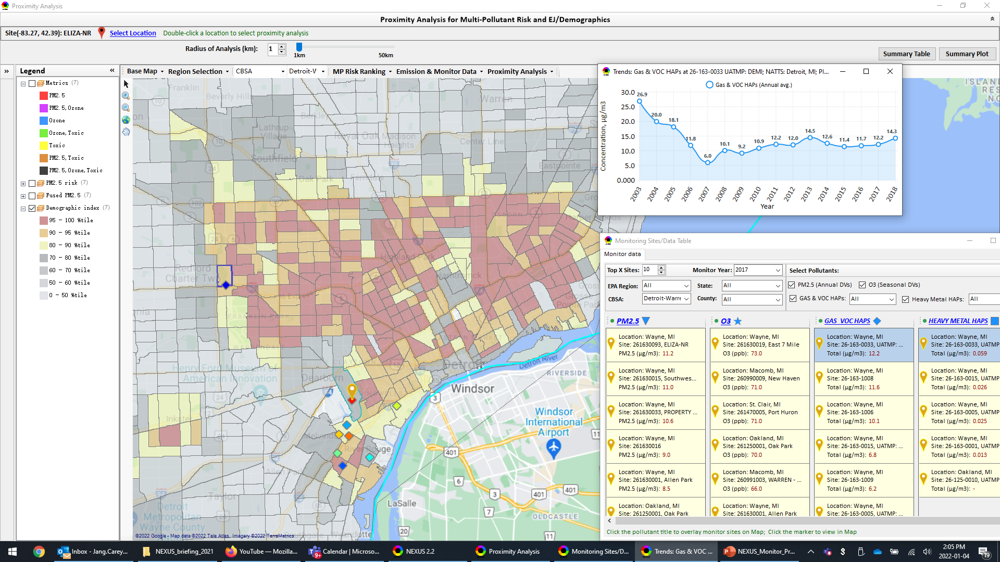 Proximity Analysis
Proximity Analysis for Multi-Pollutant Risk and EJ/Demographics
Site(-83.27, 42.39): ELIZA-NR Select Location Double-click a location to select proximity analysis
Radius of Analysis (km): 1
1km 50km
Summary Table Summary Plot
Legend
Metrics (7)
PM2.5
PM2.5,Ozone
Ozone
Ozone,Toxic
Toxic
PM2.5,Toxic
PM2.5,Ozone,Toxic
PM2.5 risk (7)
Fused PM2.5 (7)
Demographic index (7)
95 - 100 %tile
90 - 95 %tile
80 - 90 %tile
70 - 80 %tile
60 - 70 %tile
50 - 60 %tile
0 - 50 %tile
Base Map Region Selection CBSA Detroit-W MP Risk Ranking Emission & Monitor Data Proximity Analysis
Franklin
Beverly Hills
Warren
Berkley
Lathrup
Village
Royal Oak Madison
Heights
Center Line
Southfield
Eastpointe
Oak Park
Ferndale
Highland Park
Hamtramck
Redford
Charter Tw
Detroit
Dearborn
Henry Ford Museum of
American Innovation
Inkster
Melvindale
River Rouge
Allen Park
Taylor
Detroit
Metropolitan
Wayne County
Wyandotte
Detroit River
RIVERSIDE
Windsor
3
Windsor
International
Airport
401
401
401
6
3
7
11
20
11
LaSalle
OLDCASTLE
©2022 Google - Map data ©2022 Tele Atlas, Imagery ©2022 TerraMetrics
Trends: Gas & VOC HAPs at 26-163-0033 UATMP: DEMI; NATTS: Detroit, MI; Pl...
Gas & VOC HAPs (Annual avg.)
Concentration, µg/m3
30.0
25.0
20.0
15.0
10.0
5.0
0.000
26.9
20.0
18.1
11.8
6.0
10.1
9.2
10.9
12.2
12.0
14.5
12.6
11.4
11.7
12.2
14.3
2003 2004 2005 2006 2007 2008 2009 2010 2011 2012 2013 2014 2015 2016 2017 2018
Year
Monitoring Sites/Data Table
Monitor data
Top X Sites: 10 Monitor Year: 2017 Select Pollutants:
EPA Region: All State: All PM2.5 (Annual DVs) O3 (Seasonal DVs)
CBSA: Detroit-Warre County: All GAS & VOC HAPs: All Heavy Metal HAPs: All
PM2.5
Location: Wayne, MI
Site: 261630093, ELIZA-NR
PM2.5 (µg/m3): 11.2
Location: Wayne, MI
Site: 261630015, Southwes...
PM2.5 (µg/m3): 11.0
Location: Wayne, MI
Site: 261630033, PROPERTY ...
PM2.5 (µg/m3): 10.6
Location: Wayne, MI
Site: 261630016
PM2.5 (µg/m3): 9.0
Location: Wayne, MI
Site: 261630001, Allen Park
PM2.5 (µg/m3): 8.5
Location: Oakland, MI
Site: 261250001, Oak Park
O3
Location: Wayne, MI
Site: 261630019, East 7 Mile
O3 (ppb): 73.0
Location: Macomb, MI
Site: 260990009, New Haven
O3 (ppb): 71.0
Location: St. Clair, MI
Site: 261470005, Port Huron
O3 (ppb): 71.0
Location: Oakland, MI
Site: 261250001, Oak Park
O3 (ppb): 70.0
Location: Macomb, MI
Site: 260991003, WARREN - ...
O3 (ppb): 66.0
Location: Wayne, MI
Site: 261630001, Allen Park
GAS VOC HAPS
Location: Wayne, MI
Site: 26-163-0033, UATMP: ...
Total (µg/m3): 12.2
Location: Wayne, MI
Site: 26-163-1008
Total (µg/m3): 11.6
Location: Wayne, MI
Site: 26-163-1006
Total (µg/m3): 10.1
Location: Wayne, MI
Site: 26-163-0015, UATMP: ...
Total (µg/m3): 6.8
Location: Wayne, MI
Site: 26-163-1009
Total (µg/m3): 6.2
Location: Wayne, MI
Site: 26-163-0005, UATMP: ...
HEAVY METAL HAPS
Location: Wayne, MI
Site: 26-163-0033, UATMP
Total (µg/m3): 0.059
Location: Wayne, MI
Site: 26-163-0015, UATMP
Total (µg/m3): 0.026
Location: Wayne, MI
Site: 26-163-0005, UATMP
Total (µg/m3): 0.025
Location: Wayne, MI
Site: 26-163-0001, UATMP
Total (µg/m3): 0.013
Location: Oakland, MI
Site: 26-125-0010, UATMP
Total (µg/m3): -
Click the pollutant title to overlay monitor sites on Map; Click the marker to view in Map
Inbox - Jang.Carey... NEXUS_briefing_2021 YouTube — Mozilla... Calendar | Microso... NEXUS 2.2 Proximity Analysis Monitoring Sites/D... Trends: Gas & VOC ... NEXUS_Monitor_Pr...
2:05 PM
2022-01-04
19